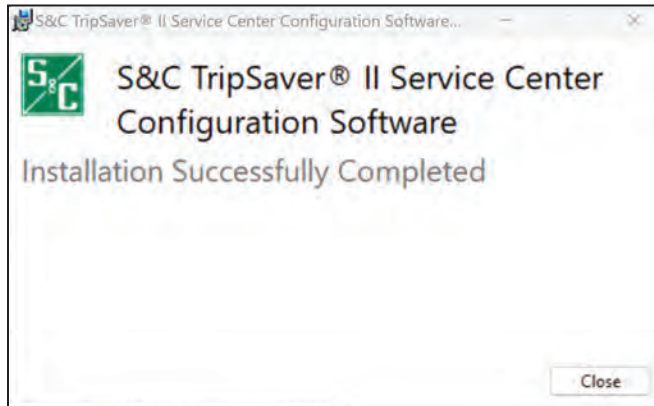 S&C TripSaver® II Service Center Configuration Software...
S&C
S&C TripSaver® II Service Center
Configuration Software
Installation Successfully Completed
Close